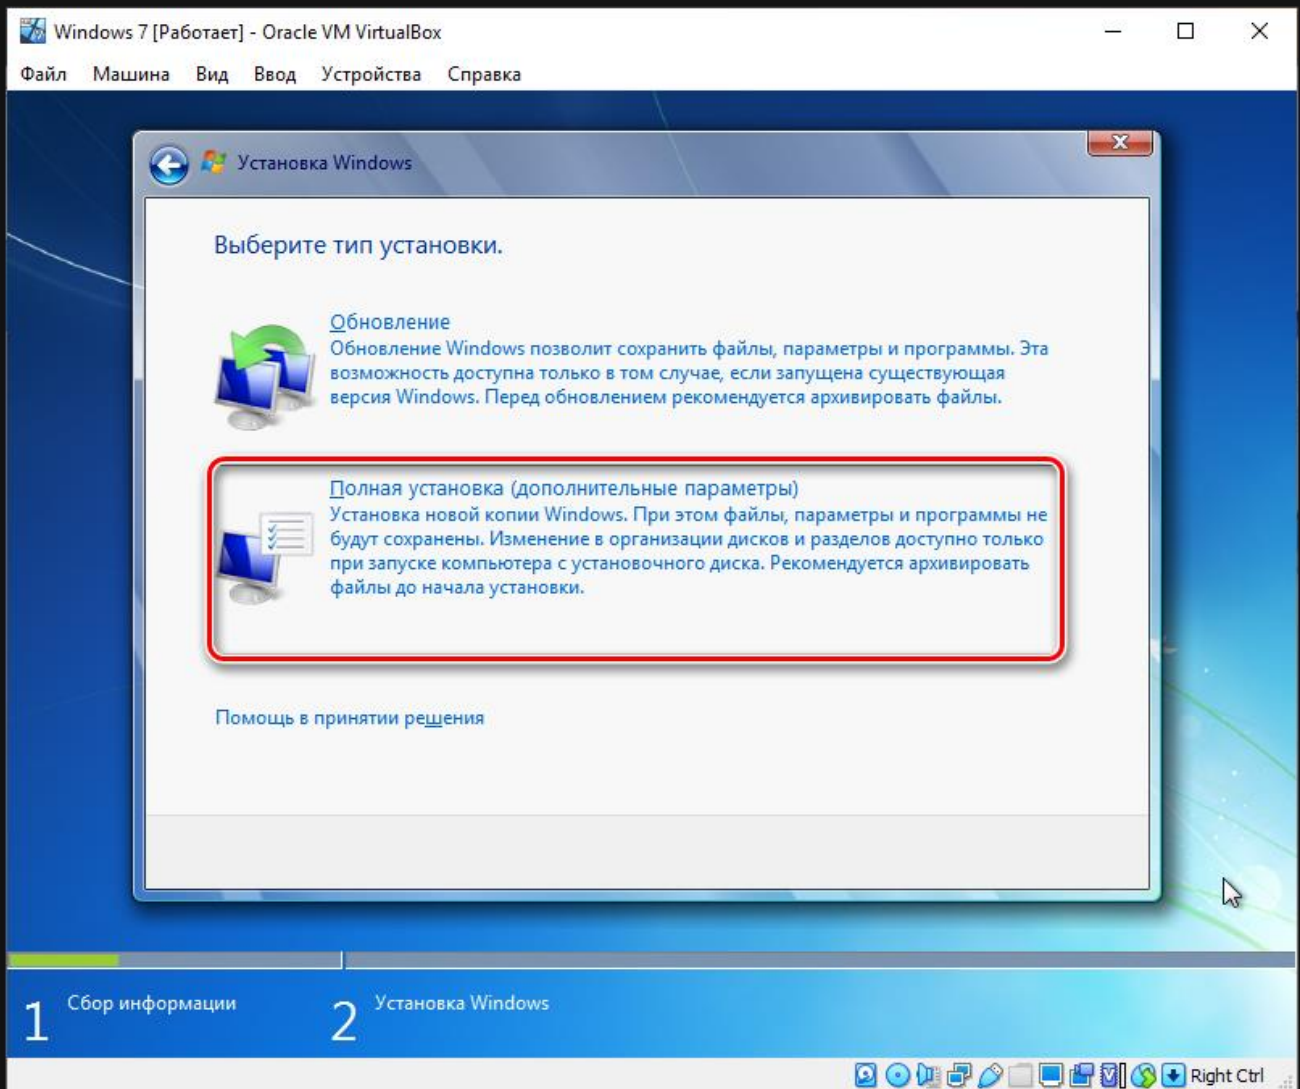 Windows 7 [Работает] - Oracle VM VirtualBox
Файл Машина Вид Ввод Устройства Справка
Установка Windows
Выберите тип установки.
Обновление
Обновление Windows позволит сохранить файлы, параметры и программы. Эта
возможность доступна только в том случае, если запущена существующая
версия Windows. Перед обновлением рекомендуется архивировать файлы.
Полная установка (дополнительные параметры)
Установка новой копии Windows. При этом файлы, параметры и программы не
будут сохранены. Изменение в организации дисков и разделов доступно только
при запуске компьютера с установочного диска. Рекомендуется архивировать
файлы до начала установки.
Помощь в принятии решения
1 Сбор информации 2 Установка Windows
Right Ctrl